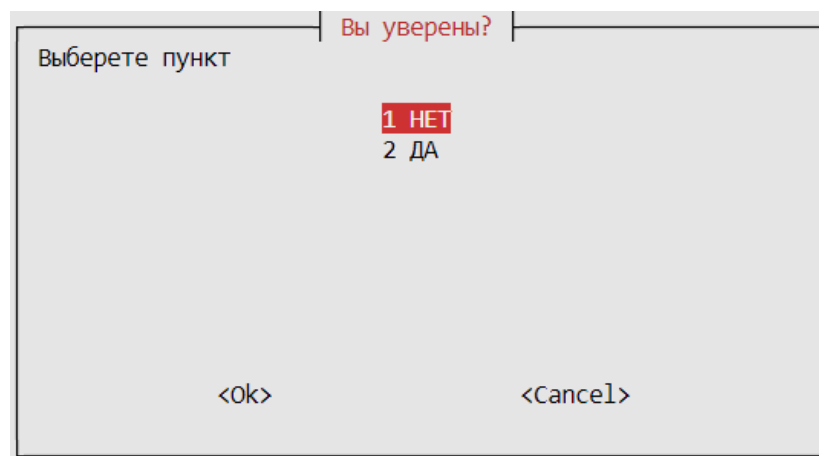 Вы уверены?
Выберете пункт
1 НЕТ
2 ДА
<Ok> <Cancel>